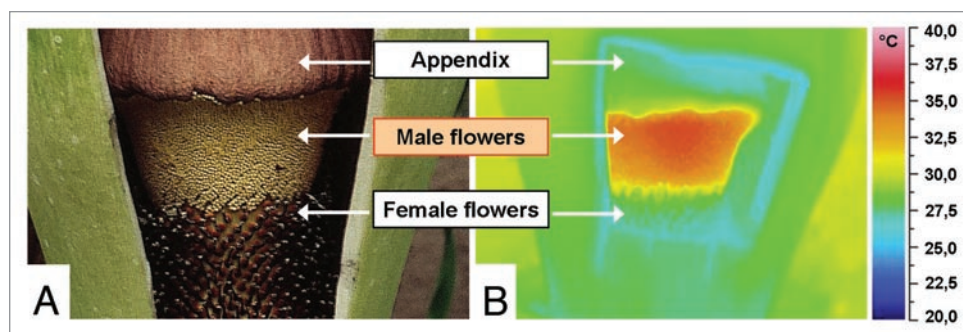 Appendix
Male flowers
Female flowers
A
B
°C
40,0
37,5
35,0
32,5
30,0
27,5
25,0
22,5
20,0